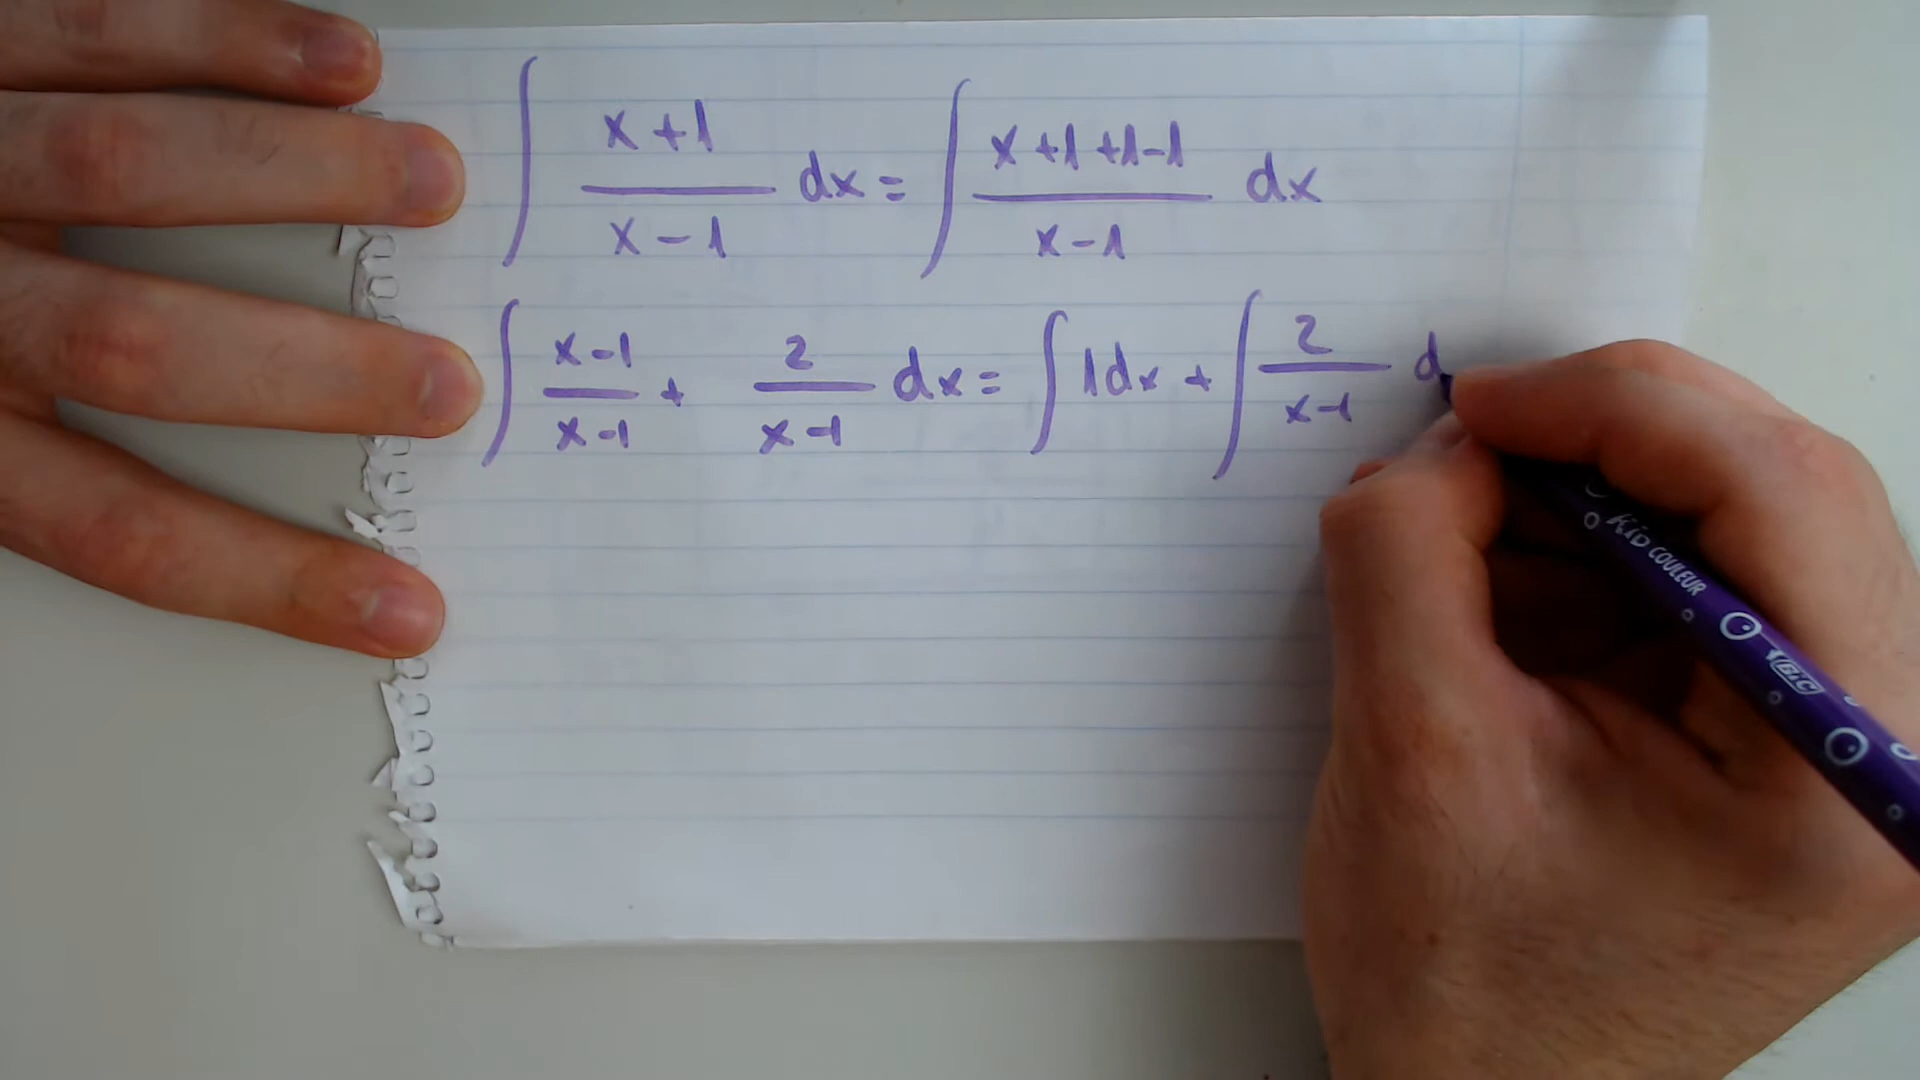 ∫ x+1 / x-1 dx = ∫ x+1+1-1 / x-1 dx
∫ x-1 / x-1 + 2 / x-1 dx = ∫ 1dx + ∫ 2 / x-1 d
KiD COULEUR
BIC